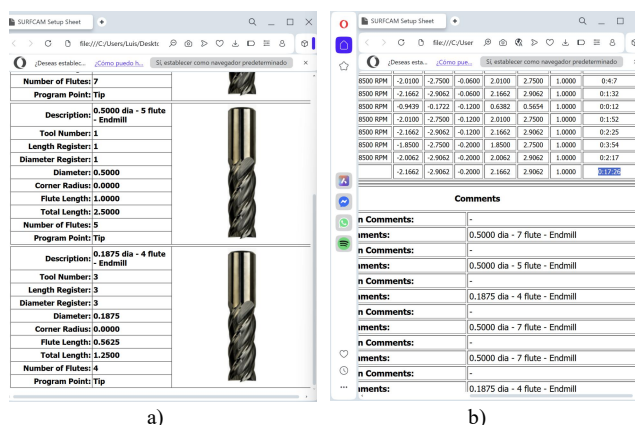 SURFCAM Setup Sheet
file:///C:/Users/Luis/Deskto
¿Deseas establec... ¿Cómo puedo h... Sí, establecer como navegador predeterminado
Number of Flutes: 7
Program Point: Tip
Description: 0.5000 dia - 5 flute - Endmill
Tool Number: 1
Length Register: 1
Diameter Register: 1
Diameter: 0.5000
Corner Radius: 0.0000
Flute Length: 1.0000
Total Length: 2.5000
Number of Flutes: 5
Program Point: Tip
Description: 0.1875 dia - 4 flute - Endmill
Tool Number: 3
Length Register: 3
Diameter Register: 3
Diameter: 0.1875
Corner Radius: 0.0000
Flute Length: 0.5625
Total Length: 1.2500
Number of Flutes: 4
Program Point: Tip
a)
SURFCAM Setup Sheet
file:///C:/User
¿Deseas esta... ¿Cómo pue... Sí, establecer como navegador predeterminado
8500 RPM -2.0100 -2.7500 -0.0600 2.0100 2.7500 1.0000 0:4:7
8500 RPM -2.1662 -2.9062 -0.0600 2.1662 2.9062 1.0000 0:1:32
8500 RPM -0.9439 -0.1722 -0.1200 0.6382 0.5654 1.0000 0:0:12
8500 RPM -2.0100 -2.7500 -0.1200 2.0100 2.7500 1.0000 0:1:52
8500 RPM -2.1662 -2.9062 -0.1200 2.1662 2.9062 1.0000 0:2:25
8500 RPM -1.8500 -2.7500 -0.2000 1.8500 2.7500 1.0000 0:3:54
8500 RPM -2.0062 -2.9062 -0.2000 2.0062 2.9062 1.0000 0:2:17
-2.1662 -2.9062 -0.2000 2.1662 2.9062 1.0000 0:17:26
Comments
n Comments: -
mments: 0.5000 dia - 7 flute - Endmill
n Comments: -
mments: 0.5000 dia - 5 flute - Endmill
n Comments: -
mments: 0.1875 dia - 4 flute - Endmill
n Comments: -
mments: 0.5000 dia - 7 flute - Endmill
n Comments: -
mments: 0.5000 dia - 7 flute - Endmill
n Comments: -
mments: 0.1875 dia - 4 flute - Endmill
b)